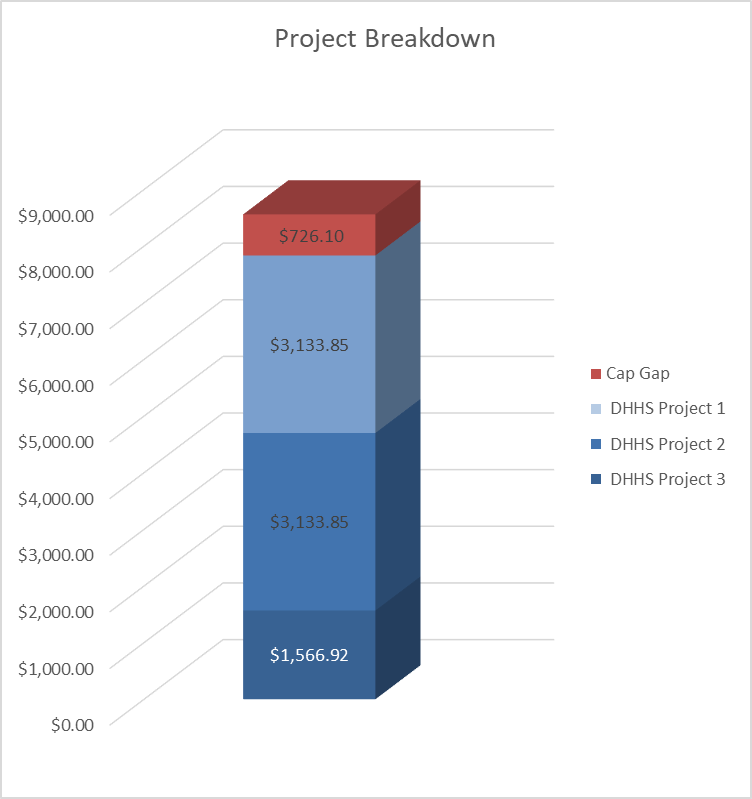 Project Breakdown
$9,000.00
$8,000.00
$7,000.00
$6,000.00
$5,000.00
$4,000.00
$3,000.00
$2,000.00
$1,000.00
$0.00
$726.10
$3,133.85
$3,133.85
$1,566.92
Cap Gap
DHHS Project 1
DHHS Project 2
DHHS Project 3